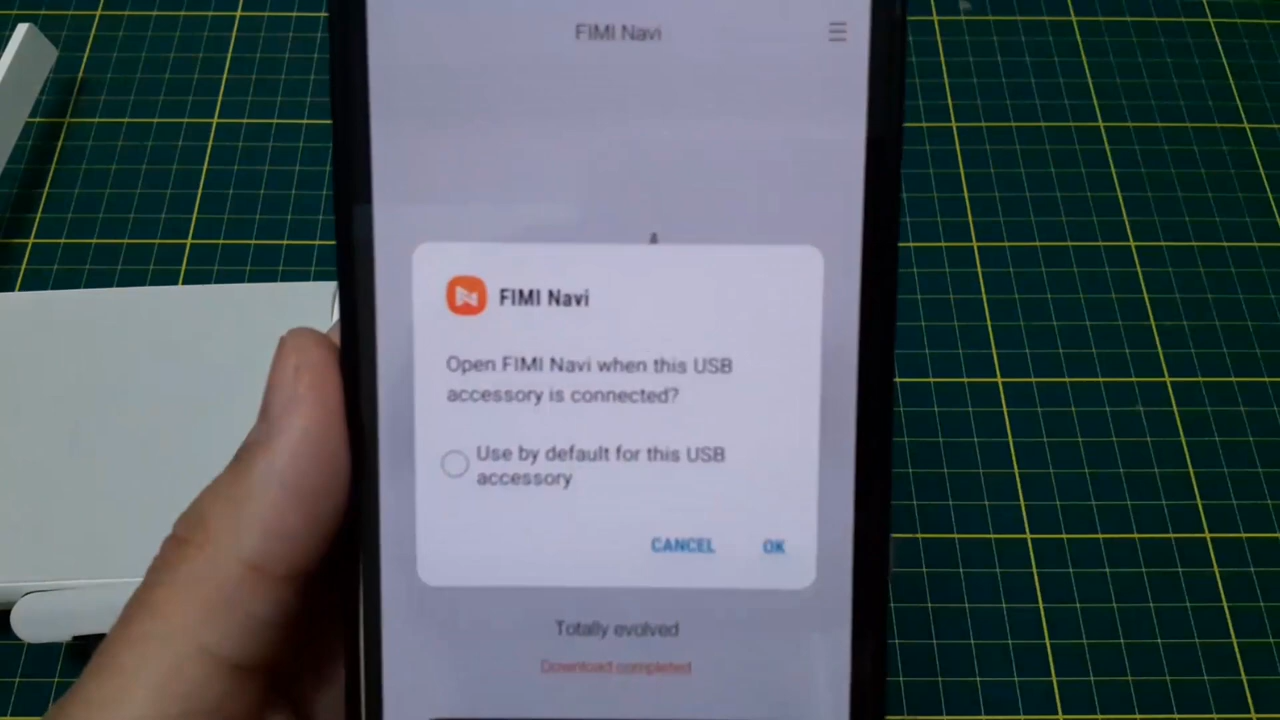 FIMI Navi
FIMI Navi
Open FIMI Navi when this USB
accessory is connected?
Use by default for this USB
accessory
CANCEL OK
Totally evolved
Download completed